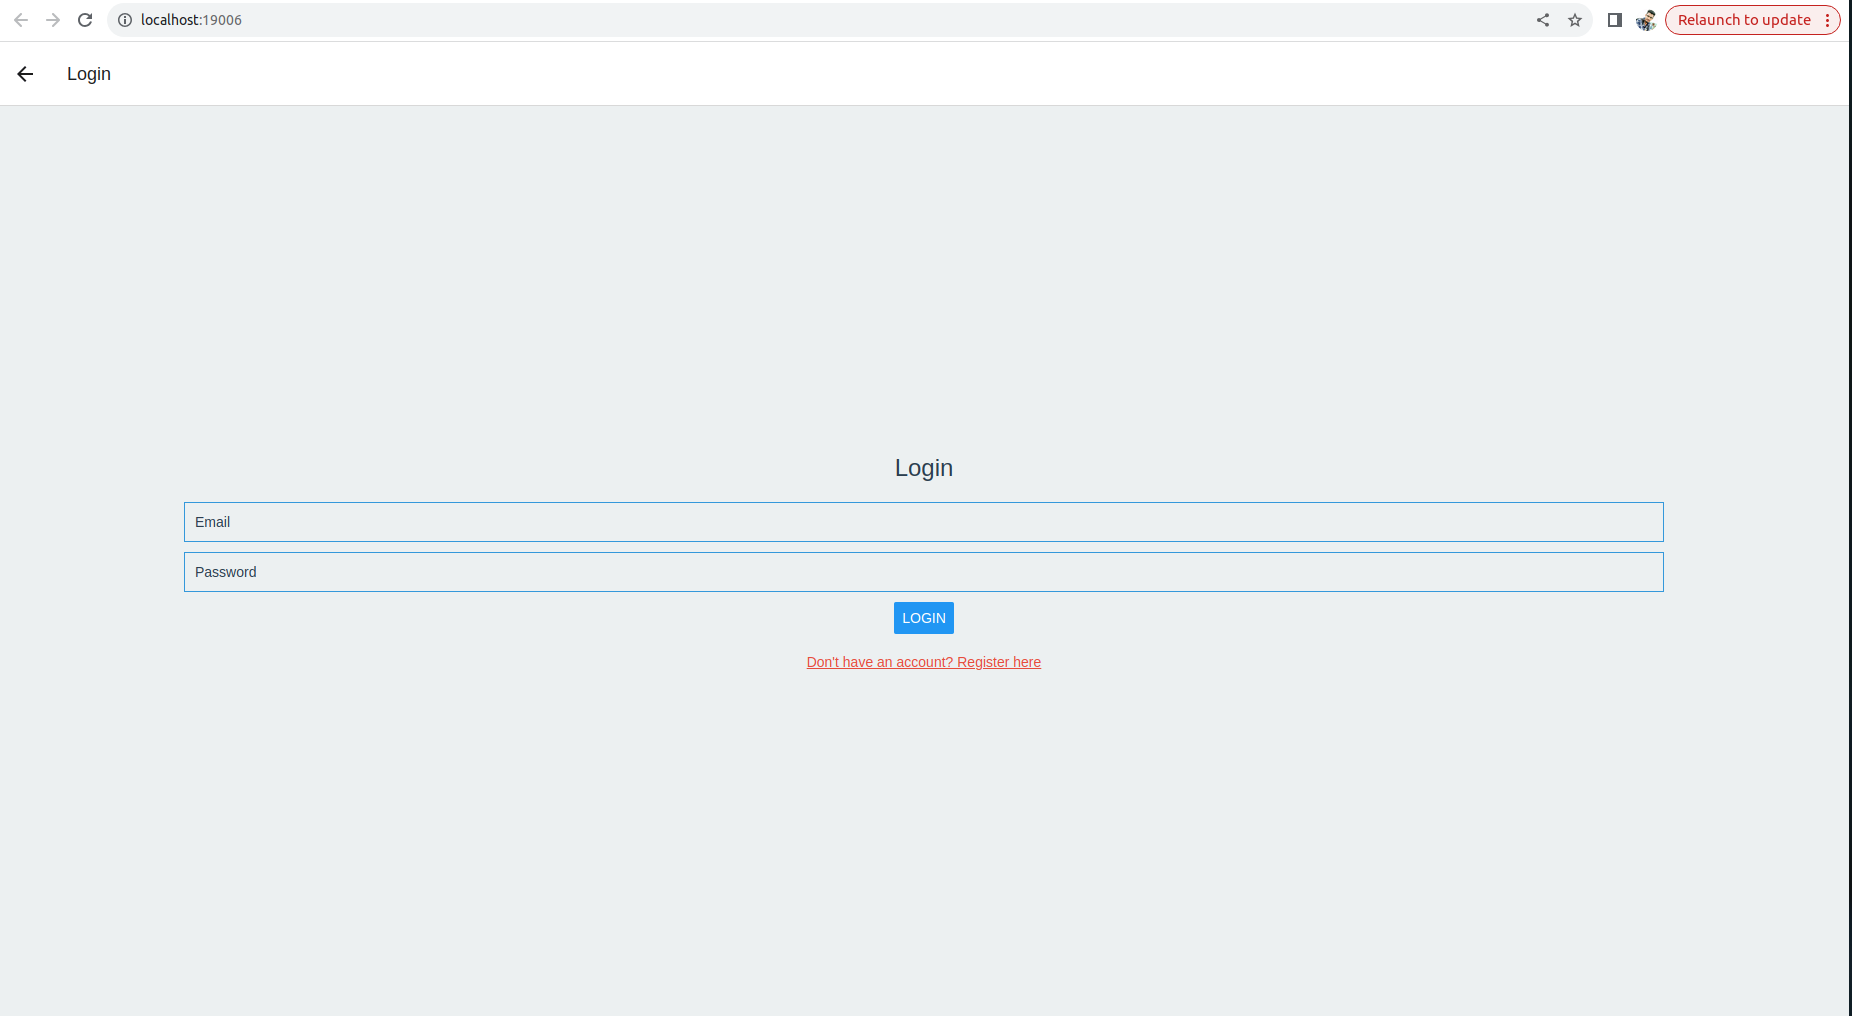 localhost:19006
Relaunch to update
Login
Login
Email
Password
LOGIN
Don't have an account? Register here